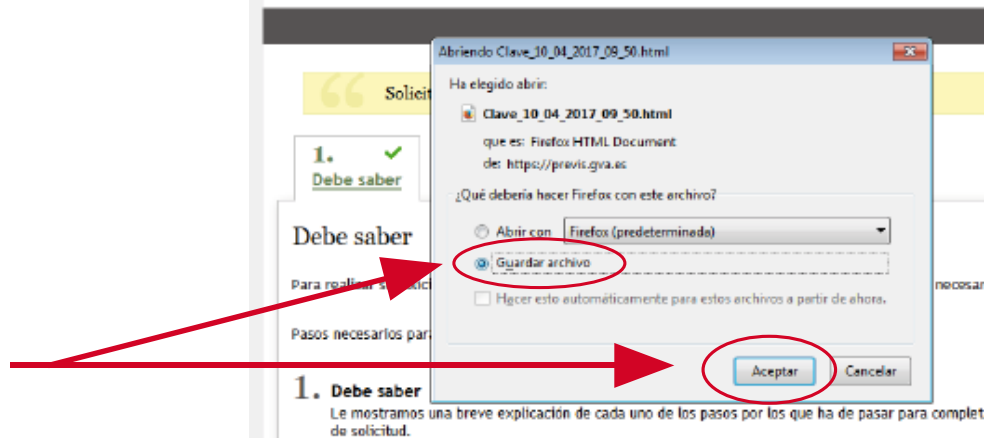 Abriendo Clave_10_04_2017_09_50.html
Solicit
Ha elegido abrir:
Clave_10_04_2017_09_50.html
que es: Firefox HTML Document
de: https://previs.gva.es
1.
Debe saber
¿Qué debería hacer Firefox con este archivo?
Abrir con Firefox (predeterminada)
Debe saber
Guardar archivo
Para realizar
necesar
Hacer esto automáticamente para estos archivos a partir de ahora.
Pasos necesarios par
Aceptar Cancelar
1. Debe saber
Le mostramos una breve explicación de cada uno de los pasos por los que ha de pasar para complet
de solicitud.